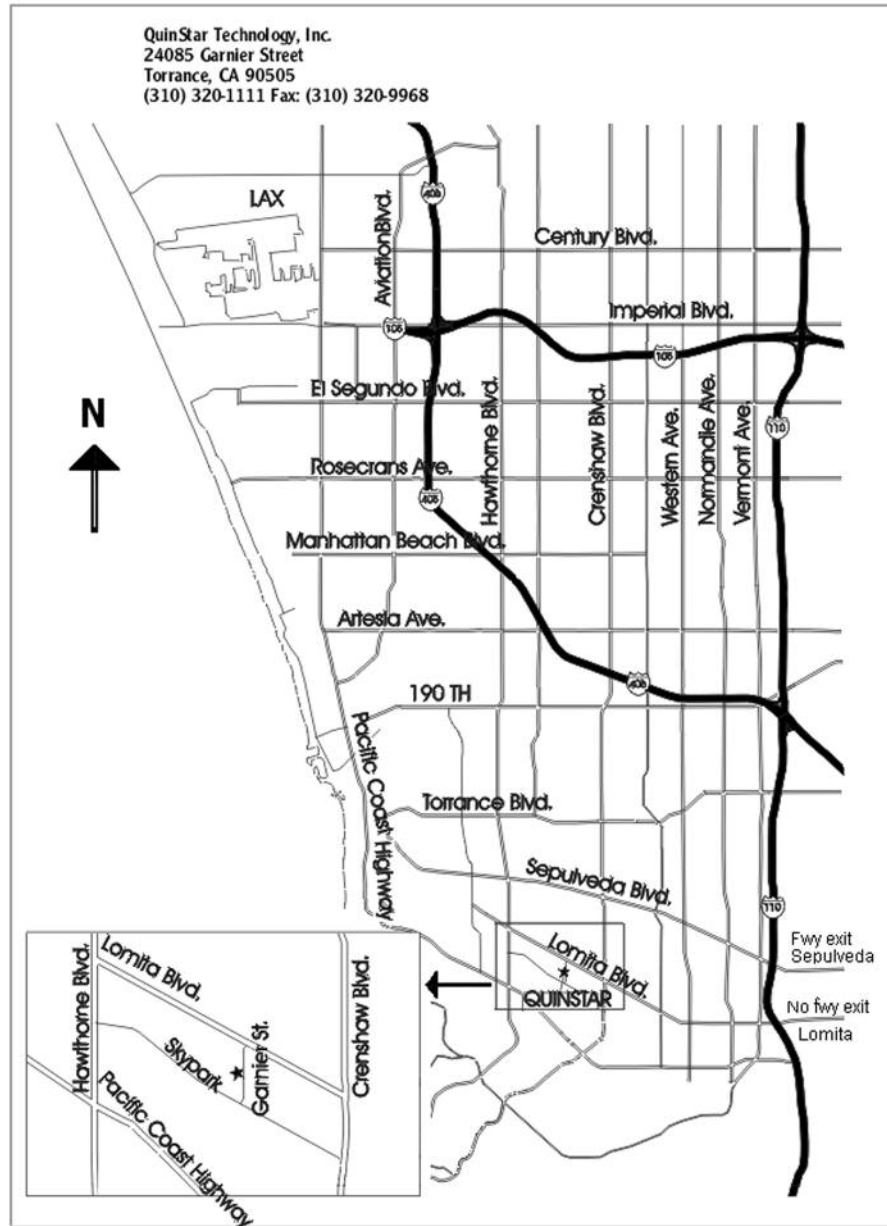 QuinStar Technology, Inc.
24085 Garnier Street
Torrance, CA 90505
(310) 320-1111 Fax: (310) 320-9968
LAX
405
AviationBlvd.
Century Blvd.
Imperial Blvd.
105
105
El Segundo Blvd.
N
Hawthorne Blvd.
Crenshaw Blvd.
Western Ave.
Normandie Ave.
Vermont Ave.
110
Rosecrans Ave.
405
Manhattan Beach Blvd.
Artesia Ave.
405
190 TH
Pacific Coast Highway
Torrance Blvd.
Sepulveda Blvd.
110
Fwy exit
Sepulveda
Lomita Blvd.
QUINSTAR
No fwy exit
Lomita
Hawthorne Blvd.
Lomita Blvd,
Crenshaw Blvd.
Skypark
Garnier St.
Pacific Coast Highway